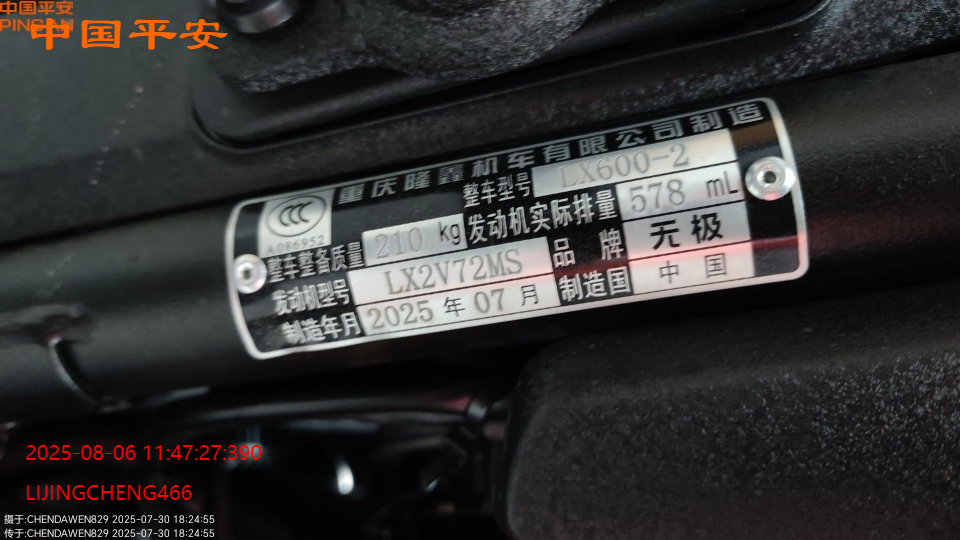 中国平安
PINGAN
中国平安
重庆隆鑫机车有限公司制造
CCC
A086952
整车型号 LX600-2
整车整备质量 210 kg 发动机实际排量 578 mL
发动机型号 LX2V72MS 品牌 无极
制造年月 2025 年 07 月 制造国 中国
2025-08-06 11:47:27:390
LIJINGCHENG466
摄于:CHENDAWEN829 2025-07-30 18:24:55
传于:CHENDAWEN829 2025-07-30 18:24:55